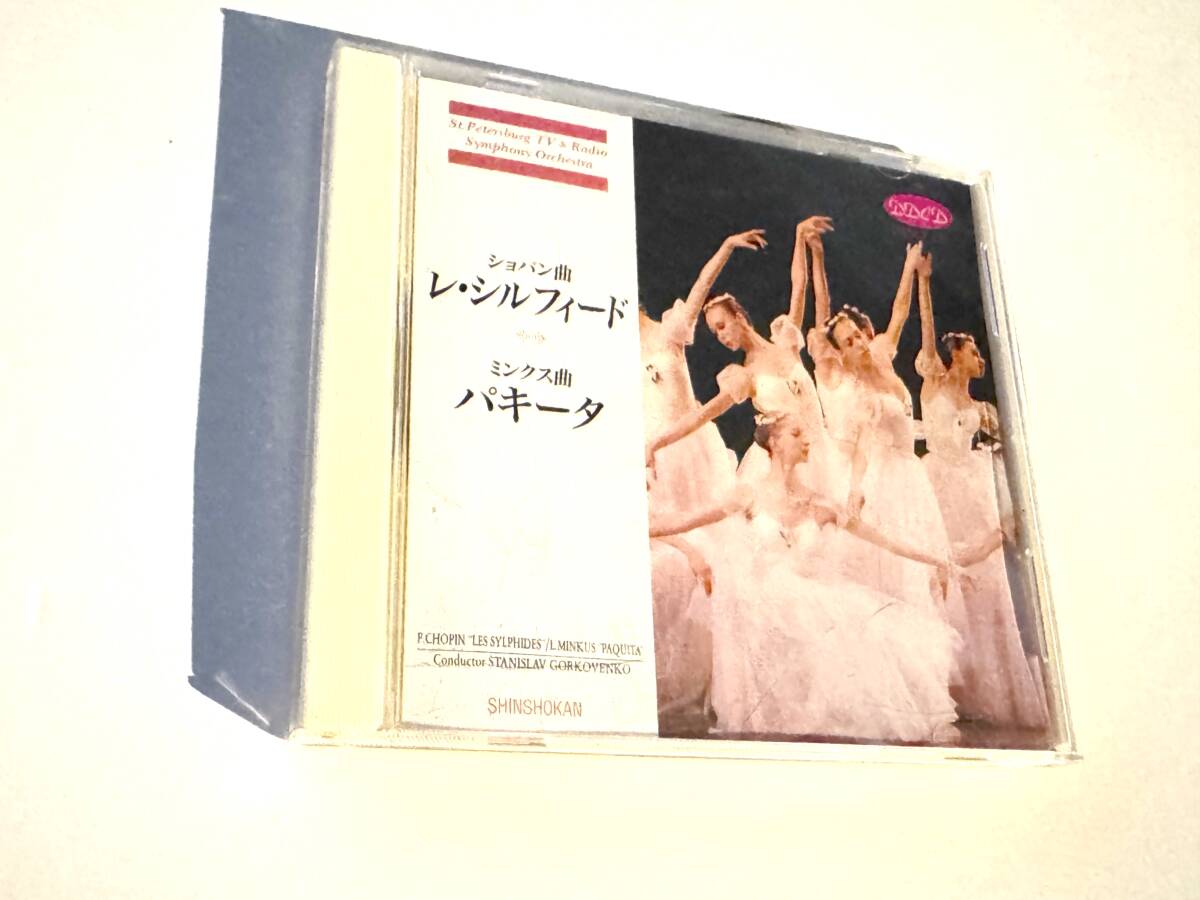 St. Petersburg TV & Radio
Symphony Orchestra
DDCD
ショパン曲
レ・シルフィード
ミンクス曲
パキータ
F.CHOPIN "LES SYLPHIDES"/L.MINKUS "PAQUITA"
Conductor STANISLAV GORKOVENKO
SHINSHOKAN